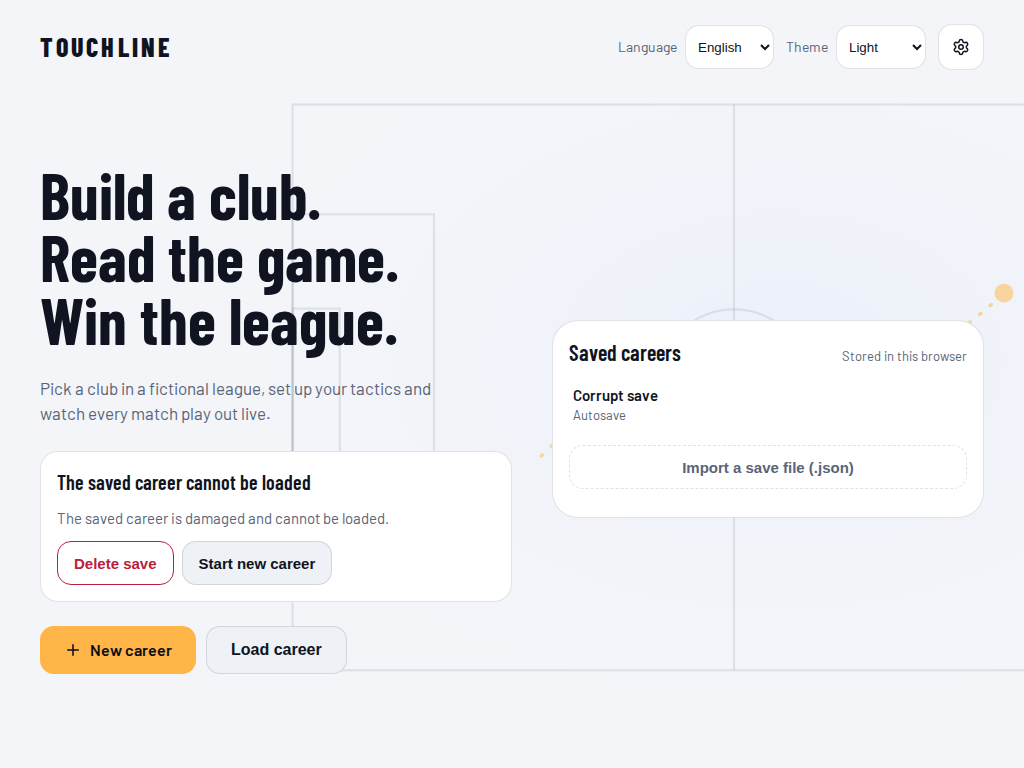 TOUCHLINE
Language English Theme Light
Build a club.
Read the game.
Win the league.
Pick a club in a fictional league, set up your tactics and
watch every match play out live.
The saved career cannot be loaded
The saved career is damaged and cannot be loaded.
Delete save Start new career
New career Load career
Saved careers Stored in this browser
Corrupt save
Autosave
Import a save file (.json)